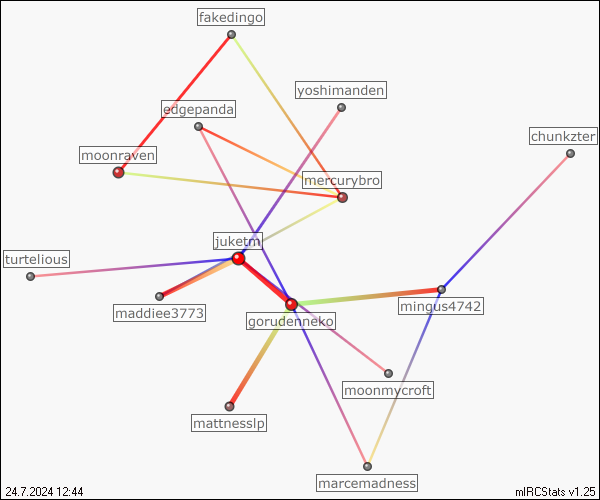 fakedingo
yoshimanden
edgepanda
chunkzter
moonraven
mercurybro
juketm
turtelious
maddiee3773
mingus4742
gorudenneko
moonmycroft
mattnesslp
marcemadness
24.7.2024 12:44
mIRCStats v1.25